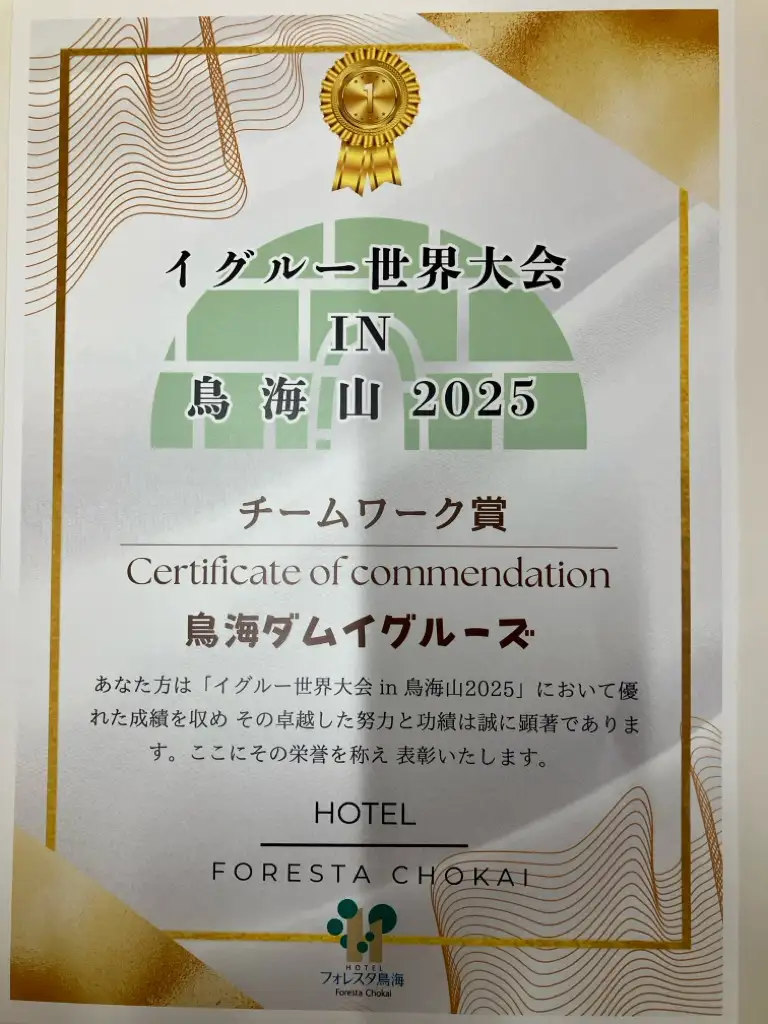 1
イグルー世界大会
IN
鳥海山 2025
チームワーク賞
Certificate of commendation
鳥海ダムイグルーズ
あなた方は「イグルー世界大会 in 鳥海山2025」において優
れた成績を収め その卓越した努力と功績は誠に顕著でありま
す。ここにその栄誉を称え 表彰いたします。
HOTEL
FORESTA CHOKAI
HOTEL
フォレスタ鳥海
Foresta Chokai